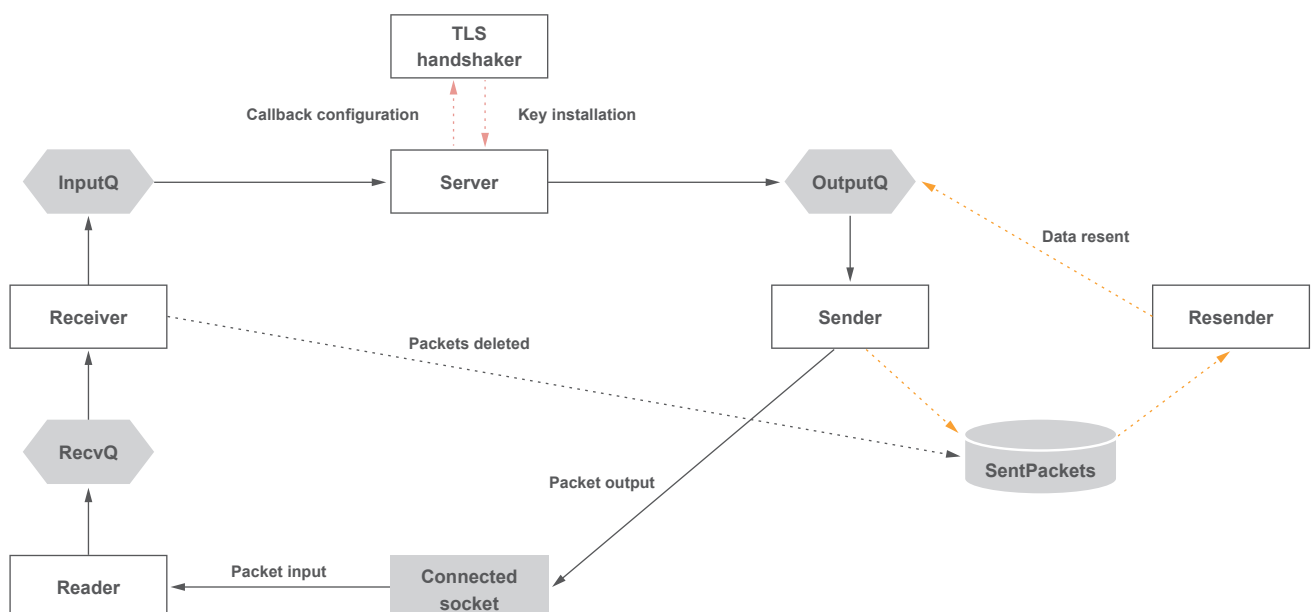 TLS
handshaker
Callback configuration
Key installation
InputQ
Server
OutputQ
Data resent
Receiver
Sender
Resender
Packets deleted
RecvQ
SentPackets
Packet output
Packet input
Reader
Connected
socket